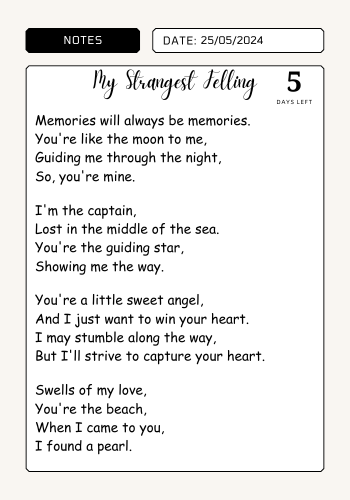 NOTES
DATE: 25/05/2024
My Strangest Felling
5
DAYS LEFT
Memories will always be memories.
You're like the moon to me,
Guiding me through the night,
So, you're mine.
I'm the captain,
Lost in the middle of the sea.
You're the guiding star,
Showing me the way.
You're a little sweet angel,
And I just want to win your heart.
I may stumble along the way,
But I'll strive to capture your heart.
Swells of my love,
You're the beach,
When I came to you,
I found a pearl.